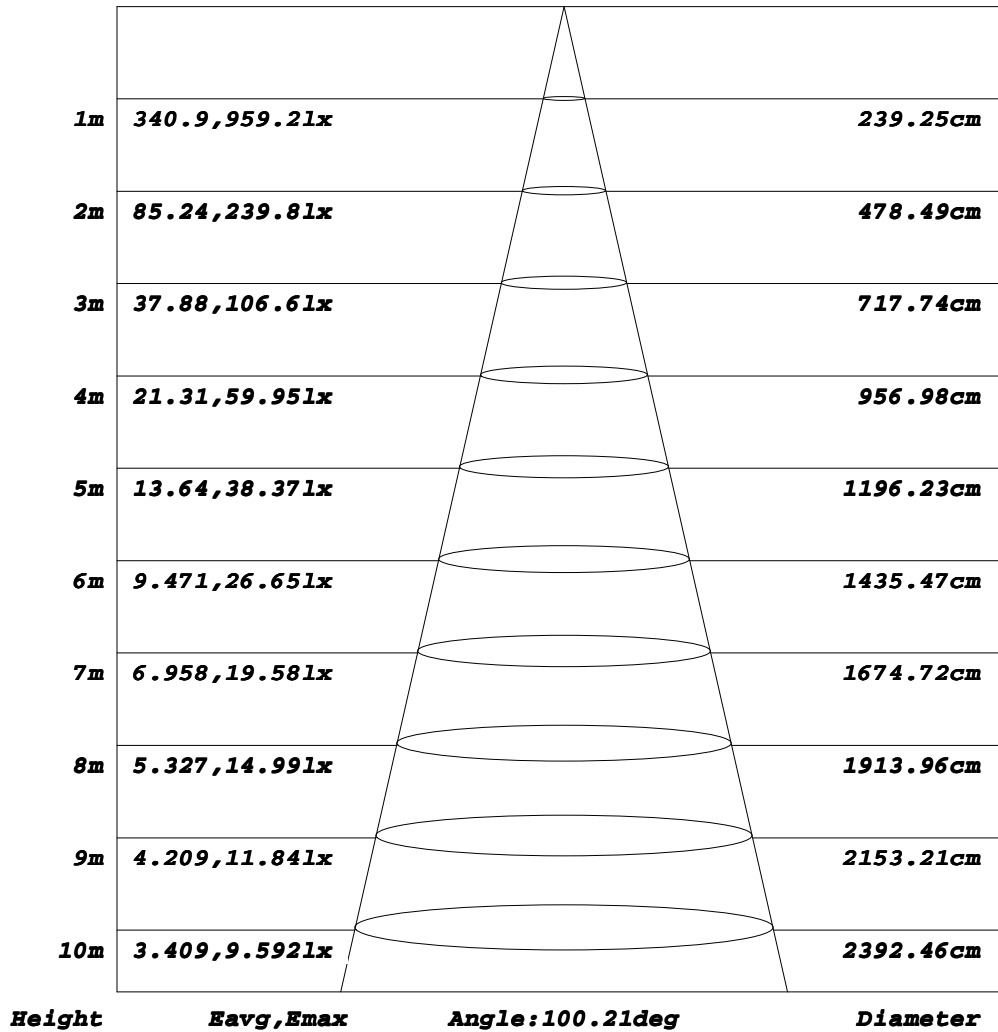 1m 340.9,959.2lx 239.25cm
2m 85.24,239.8lx 478.49cm
3m 37.88,106.6lx 717.74cm
4m 21.31,59.95lx 956.98cm
5m 13.64,38.37lx 1196.23cm
6m 9.471,26.65lx 1435.47cm
7m 6.958,19.58lx 1674.72cm
8m 5.327,14.99lx 1913.96cm
9m 4.209,11.84lx 2153.21cm
10m 3.409,9.592lx 2392.46cm
Height Eavg,Emax Angle:100.21deg Diameter